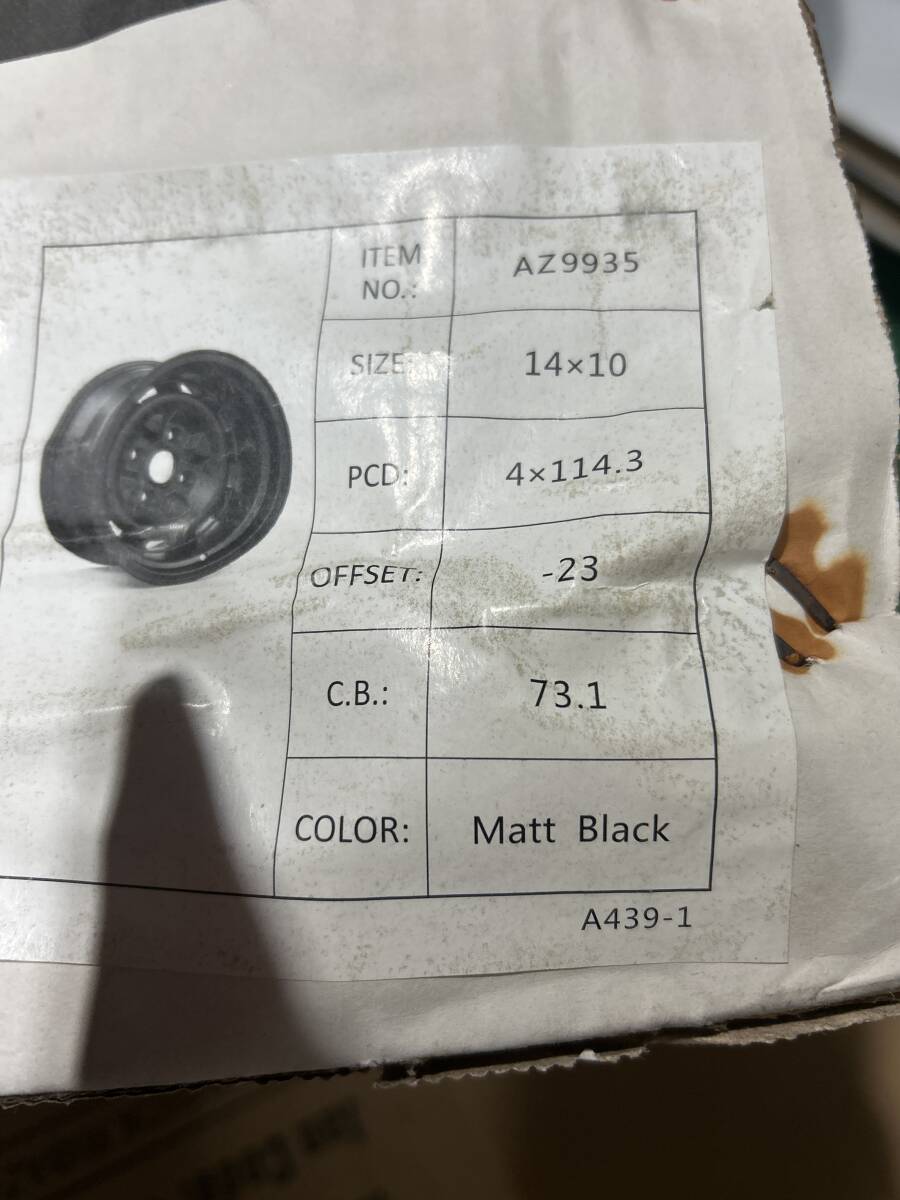 ITEM NO.: AZ9935
SIZE: 14×10
PCD: 4×114.3
OFFSET: -23
C.B.: 73.1
COLOR: Matt Black
A439-1